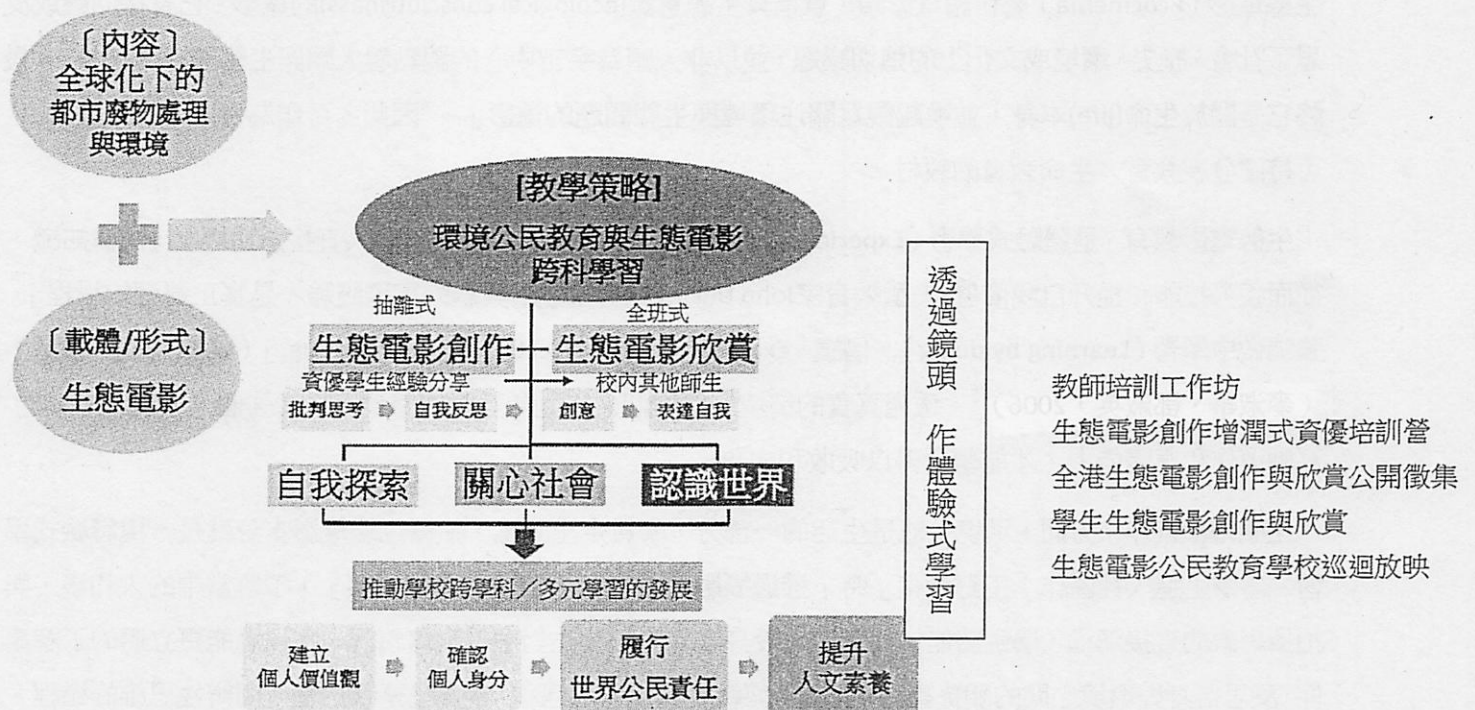 〔內容〕
全球化下的
都市廢物處理
與環境
〔載體/形式〕
生態電影
[教學策略]
環境公民教育與生態電影
跨科學習
抽離式
全班式
生態電影創作
生態電影欣賞
資優學生經驗分享
校內其他師生
批判思考
自我反思
創意
表達自我
自我探索
關心社會
認識世界
推動學校跨學科／多元學習的發展
建立
個人價值觀
確認
個人身分
履行
世界公民責任
提升
人文素養
透過鏡頭 作體驗式學習
教師培訓工作坊
生態電影創作增潤式資優培訓營
全港生態電影創作與欣賞公開徵集
學生生態電影創作與欣賞
生態電影公民教育學校巡迴放映